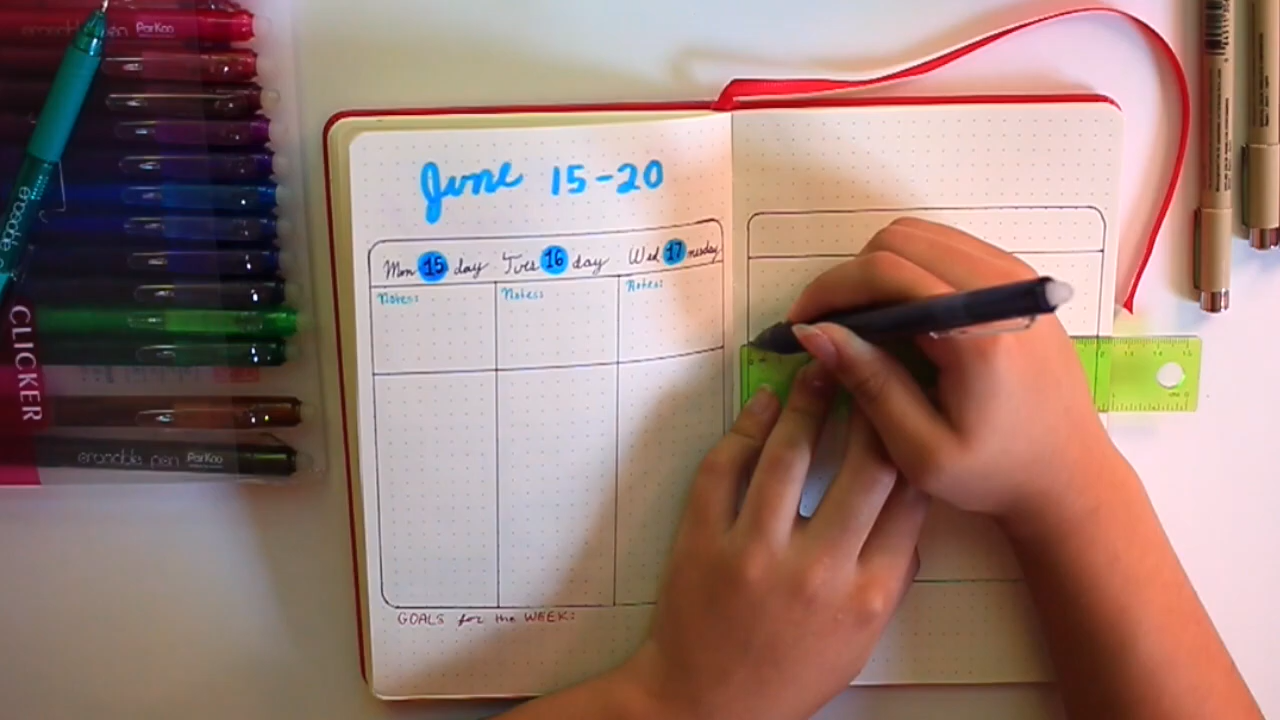 erasable pen ParKoo
June 15-20
Mon 15 day Tues 16 day Wed 17 nesday
Notes: Notes: Notes:
GOALS for the WEEK:
CLICKER
erasable
erasable pen ParKoo